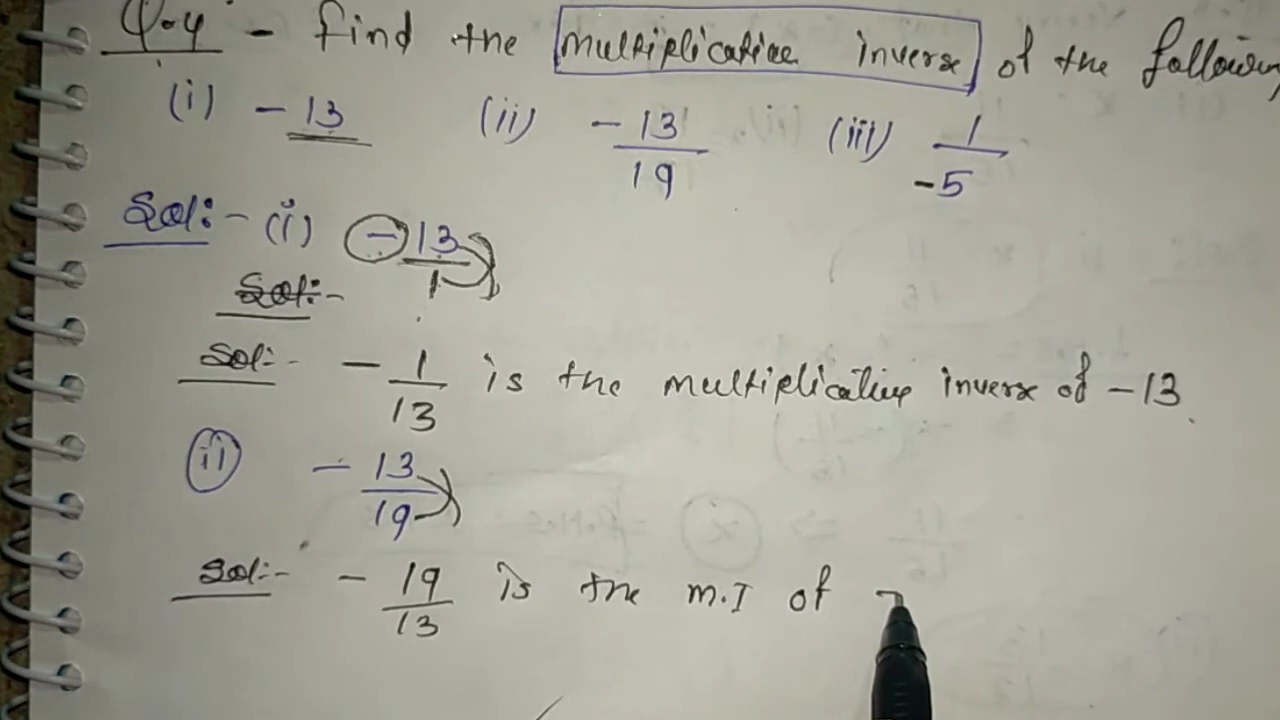 Q.4 - find the multiplicative inverse of the following
(i) -13 (ii) -13/19 (iii) 1/-5
Sol:- (i) -13/1
Sol:-
Sol:- -1/13 is the multiplicative inverse of -13.
(ii) -13/19
Sol:- -19/13 is the m.I of -